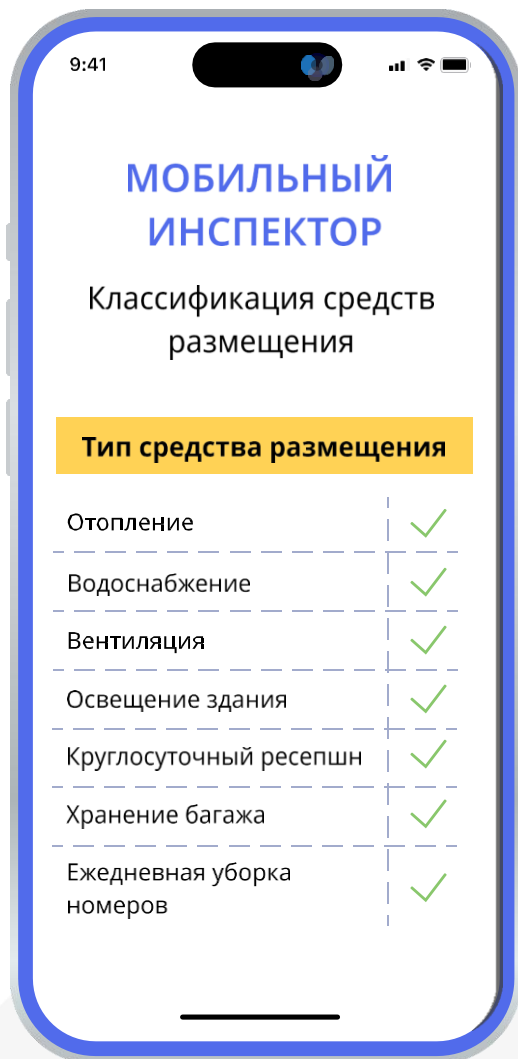 9:41
МОБИЛЬНЫЙ
ИНСПЕКТОР
Классификация средств
размещения
Тип средства размещения
Отопление
Водоснабжение
Вентиляция
Освещение здания
Круглосуточный ресепшн
Хранение багажа
Ежедневная уборка
номеров